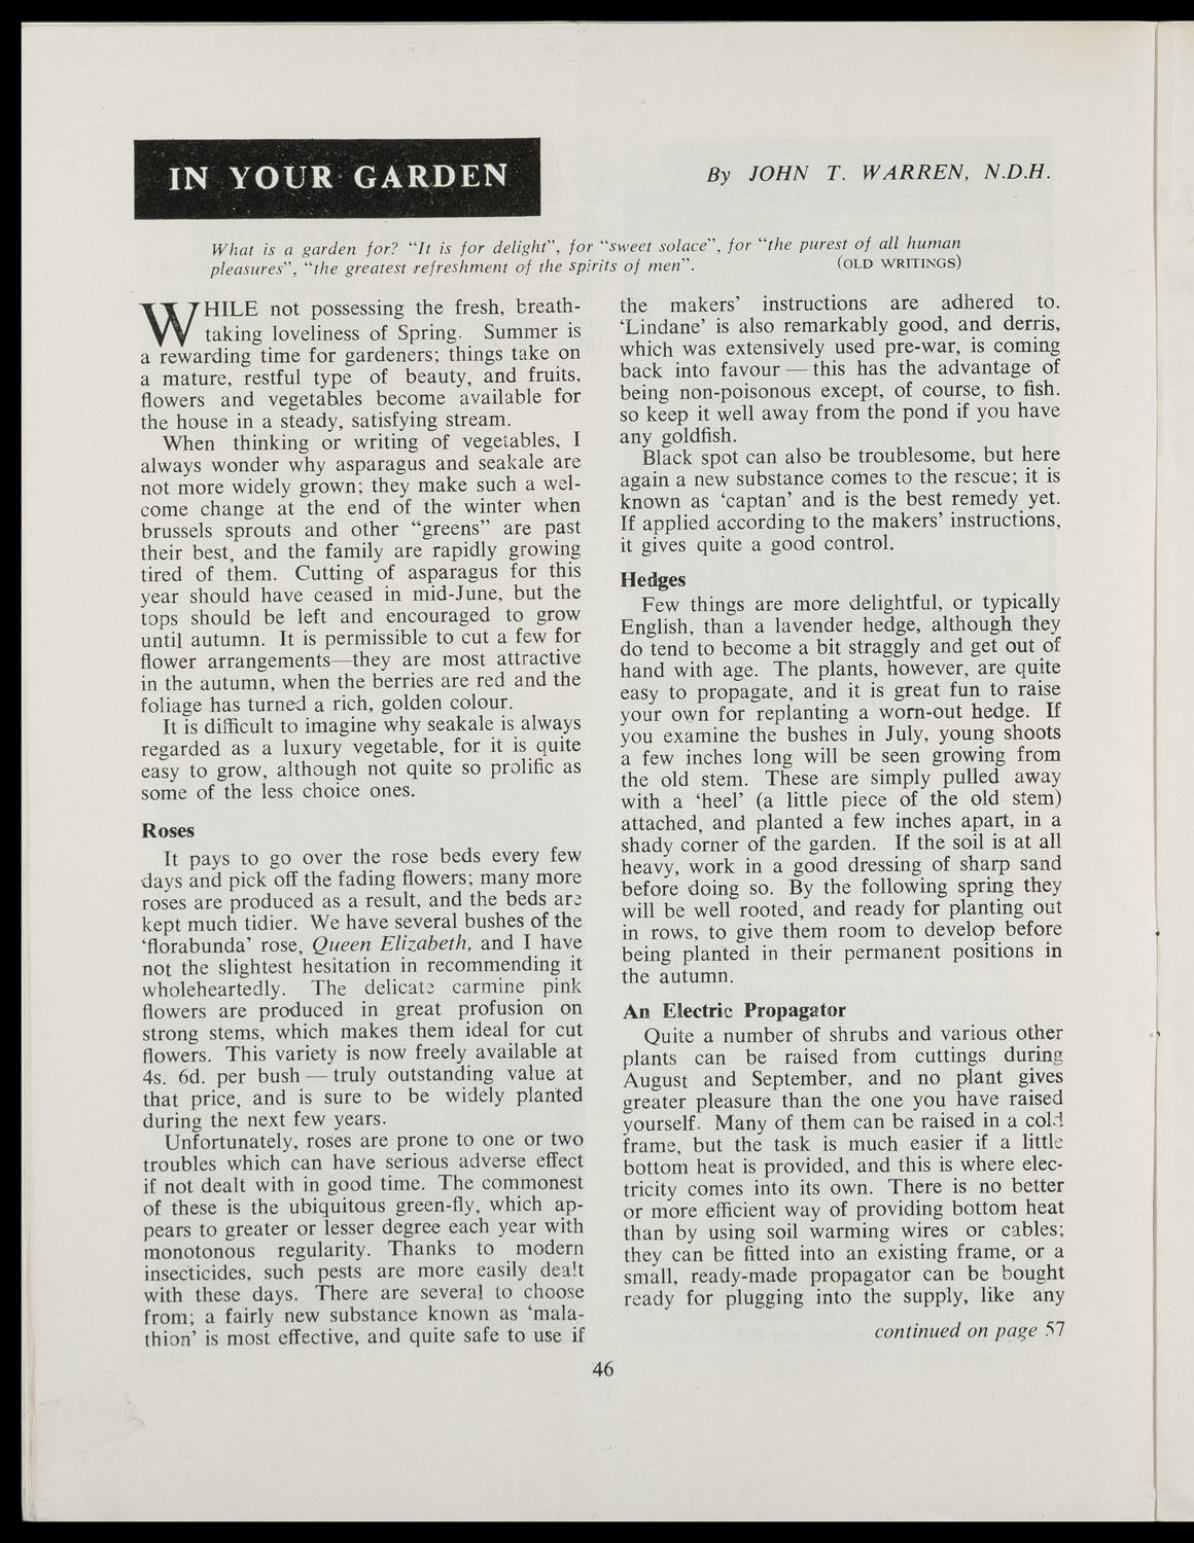 IN YOUR GARDEN
By JOHN T. WARREN, N.D.H.
What is a garden for? “It is for delight”, for “sweet solace”, for “the purest of all human
pleasures”, “the greatest refreshment of the spirits of men”. (OLD WRITINGS)
WHILE not possessing the fresh, breath-
taking loveliness of Spring. Summer is
a rewarding time for gardeners; things take on
a mature, restful type of beauty, and fruits,
flowers and vegetables become available for
the house in a steady, satisfying stream.
When thinking or writing of vegetables, I
always wonder why asparagus and seakale are
not more widely grown; they make such a wel-
come change at the end of the winter when
brussels sprouts and other “greens” are past
their best, and the family are rapidly growing
tired of them. Cutting of asparagus for this
year should have ceased in mid-June, but the
tops should be left and encouraged to grow
until autumn. It is permissible to cut a few for
flower arrangements—they are most attractive
in the autumn, when the berries are red and the
foliage has turned a rich, golden colour.
It is difficult to imagine why seakale is always
regarded as a luxury vegetable, for it is quite
easy to grow, although not quite so prolific as
some of the less choice ones.
Roses
It pays to go over the rose beds every few
days and pick off the fading flowers; many more
roses are produced as a result, and the beds are
kept much tidier. We have several bushes of the
‘florabunda’ rose, Queen Elizabeth, and I have
not the slightest hesitation in recommending it
wholeheartedly. The delicate carmine pink
flowers are produced in great profusion on
strong stems, which makes them ideal for cut
flowers. This variety is now freely available at
4s. 6d. per bush — truly outstanding value at
that price, and is sure to be widely planted
during the next few years.
Unfortunately, roses are prone to one or two
troubles which can have serious adverse effect
if not dealt with in good time. The commonest
of these is the ubiquitous green-fly, which ap-
pears to greater or lesser degree each year with
monotonous regularity. Thanks to modern
insecticides, such pests are more easily dealt
with these days. There are several to choose
from; a fairly new substance known as ‘mala-
thion’ is most effective, and quite safe to use if
the makers’ instructions are adhered to.
‘Lindane’ is also remarkably good, and derris,
which was extensively used pre-war, is coming
back into favour — this has the advantage of
being non-poisonous except, of course, to fish.
so keep it well away from the pond if you have
any goldfish.
Black spot can also be troublesome, but here
again a new substance comes to the rescue; it is
known as ‘captan’ and is the best remedy yet.
If applied according to the makers’ instructions,
it gives quite a good control.
Hedges
Few things are more delightful, or typically
English, than a lavender hedge, although they
do tend to become a bit straggly and get out of
hand with age. The plants, however, are quite
easy to propagate, and it is great fun to raise
your own for replanting a worn-out hedge. If
you examine the bushes in July, young shoots
a few inches long will be seen growing from
the old stem. These are simply pulled away
with a ‘heel’ (a little piece of the old stem)
attached, and planted a few inches apart, in a
shady corner of the garden. If the soil is at all
heavy, work in a good dressing of sharp sand
before doing so. By the following spring they
will be well rooted, and ready for planting out
in rows, to give them room to develop before
being planted in their permanent positions in
the autumn.
An Electric Propagator
Quite a number of shrubs and various other
plants can be raised from cuttings during
August and September, and no plant gives
greater pleasure than the one you have raised
yourself. Many of them can be raised in a cold
frame, but the task is much easier if a little
bottom heat is provided, and this is where elec-
tricity comes into its own. There is no better
or more efficient way of providing bottom heat
than by using soil warming wires or cables;
they can be fitted into an existing frame, or a
small, ready-made propagator can be bought
ready for plugging into the supply, like any
continued on page 57
46